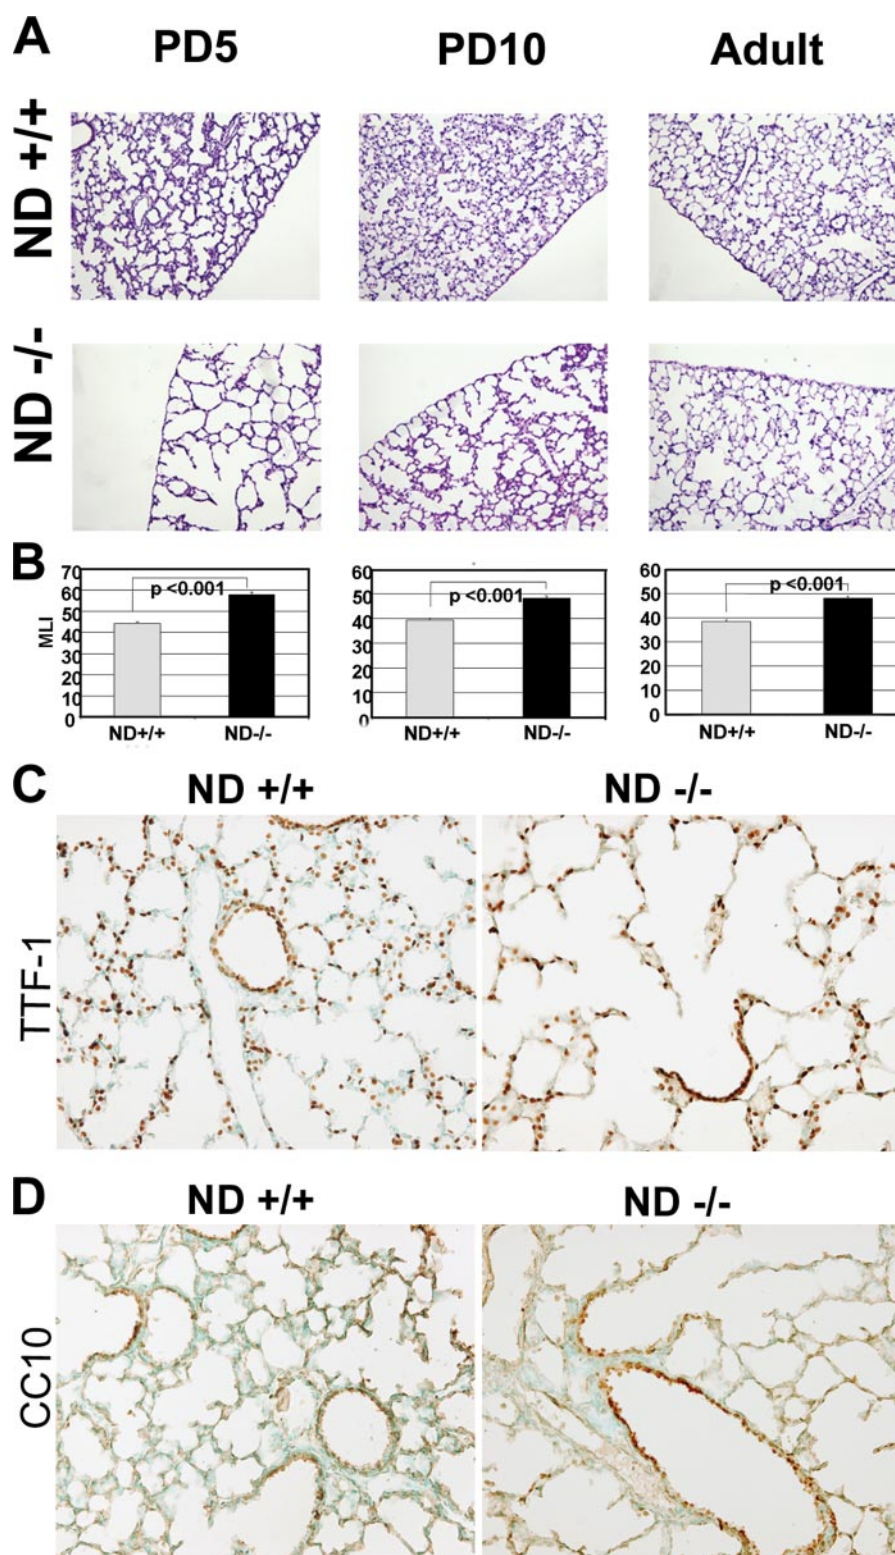 A
PD5 PD10 Adult
ND +/+
ND -/-
B
MLI
70
60
50
40
30
20
10
0
p <0.001
ND+/+ ND-/-
60
50
40
30
20
10
0
p <0.001
ND+/+ ND-/-
60
50
40
30
20
10
0
p <0.001
ND+/+ ND-/-
C
ND +/+ ND -/-
TTF-1
D
ND +/+ ND -/-
CC10